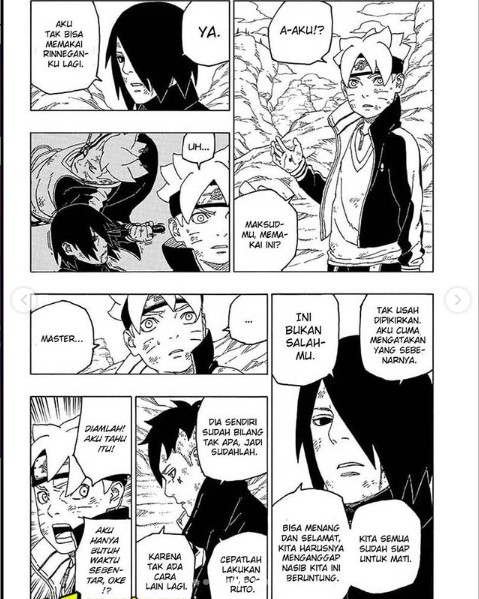 A-AKU!?
MAKSUD-
MU, MEMA-
KAI INI?
YA.
AKU
TAK BISA
MEMAKAI
RINNEGAN-
KU LAGI.
UH...
TAK USAH
DIPIKIRKAN.
AKU CUMA
MENGATAKAN
YANG SEBE-
NARNYA.
INI
BUKAN
SALAH-
MU.
KITA SEMUA
SUDAH SIAP
UNTUK MATI.
BISA MENANG
DAN SELAMAT,
KITA HARUSNYA
MENGANGGAP
NASIB KITA INI
BERUNTUNG.
...
MASTER...
DIA SENDIRI
SUDAH BILANG
TAK APA, JADI
SUDAHLAH.
CEPATLAH
LAKUKAN
ITU, BO-
RUTO.
KARENA
TAK ADA
CARA
LAIN LAGI.
DIAMLAH!
AKU TAHU
ITU!
AKU
HANYA
BUTUH
WAKTU
SEBEN-
TAR, OKE
!?